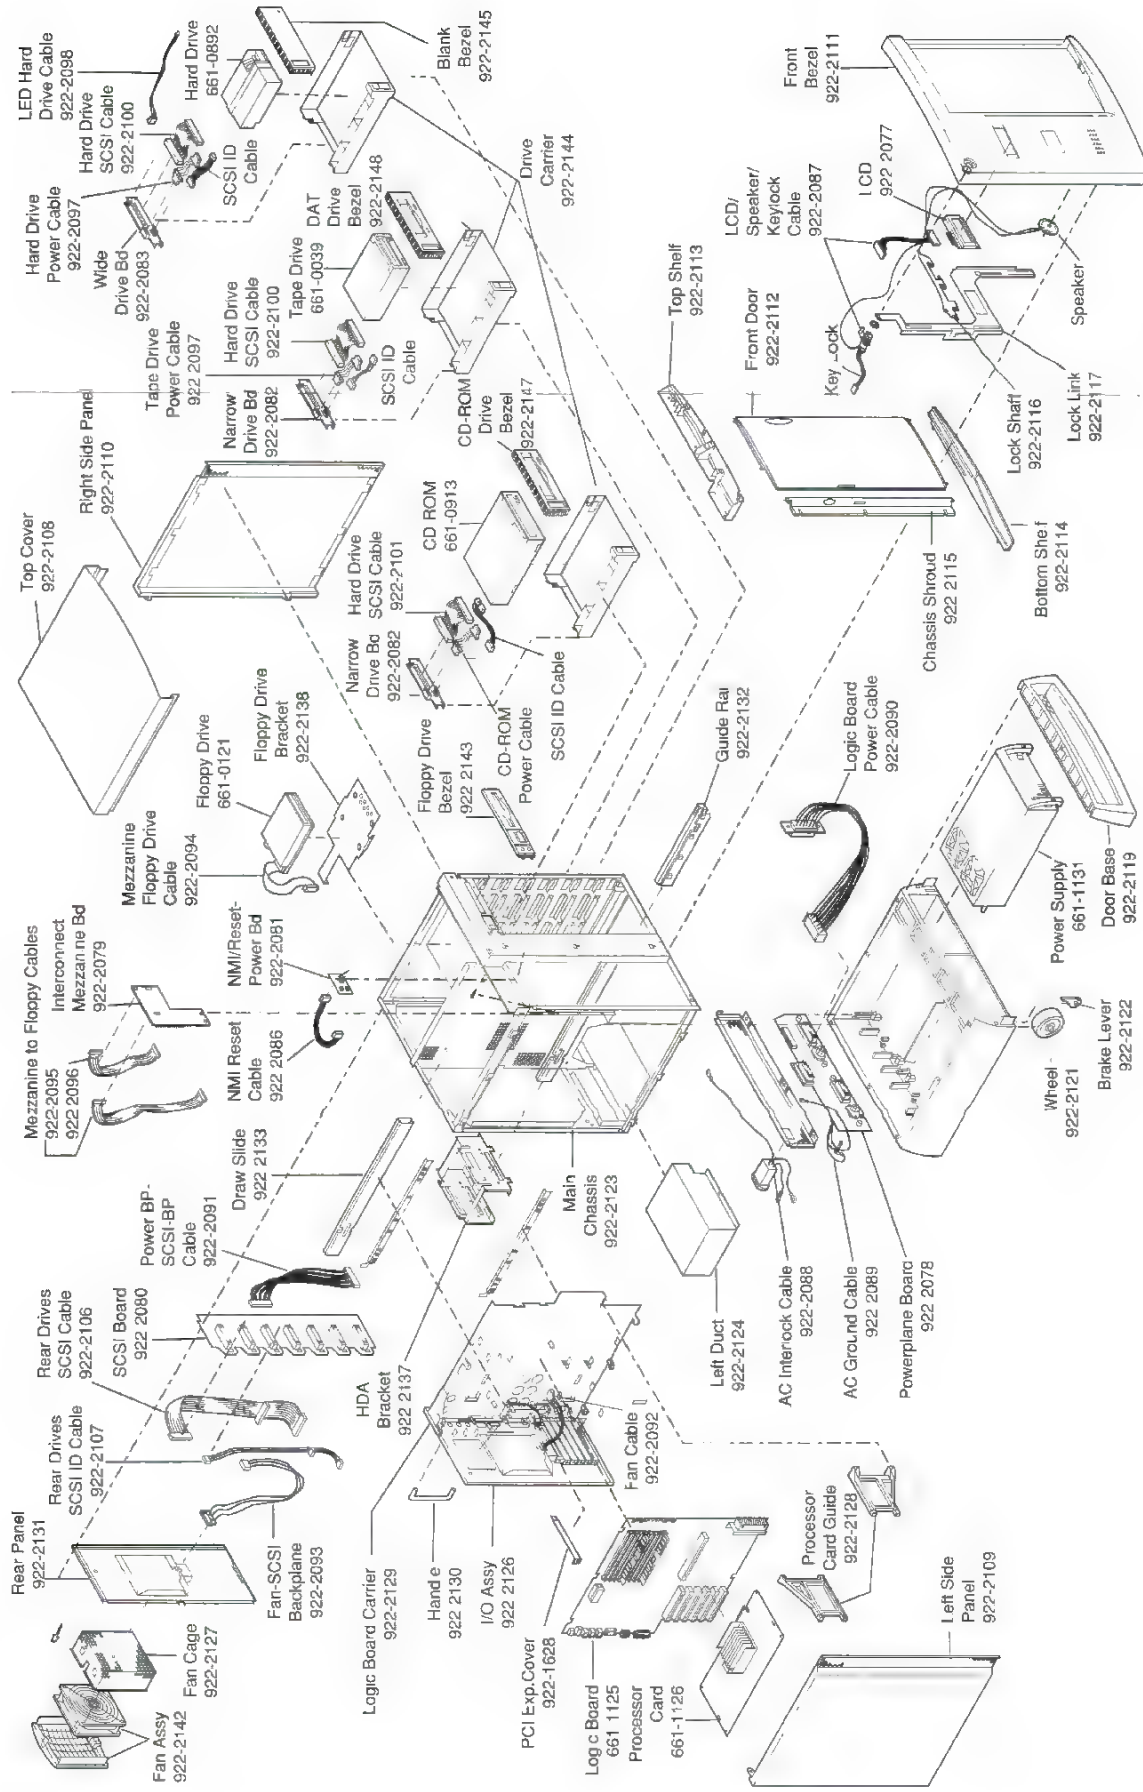 LED Hard
Drive Cable
922-2098
Hard Drive
SCSI Cable
922-2100
Hard Drive
661-0892
Blank
Bezel
922-2145
Hard Drive
Power Cable
922-2097
SCSI ID
Cable
Wide
Drive Bd
922-2083
DAT
Drive
Bezel
922-2148
Drive
Carrier
922-2144
Tape Drive
661-0039
Hard Drive
SCSI Cable
922-2100
Tape Drive
Power Cable
922 2097
SCSI ID
Cable
Narrow
Drive Bd
922-2082
CD-ROM
Drive
Bezel
922-2147
CD ROM
661-0913
Hard Drive
SCSI Cable
922-2101
Narrow
Drive Bd
922-2082
SCSI ID Cable
CD-ROM
Power Cable
Floppy Drive
Bezel
922 2143
Top Cover
922-2108
Right Side Panel
922-2110
Floppy Drive
661-0121
Floppy Drive
Bracket
922-2138
Mezzanine
Floppy Drive
Cable
922-2094
Mezzanine to Floppy Cables
922-2095
922 2096
Interconnect
Mezzanine Bd
922-2079
NMI/Reset-
Power Bd
922-2081
NMI Reset
Cable
922 2086
Draw Slide
922 2133
Power BP-
SCSI-BP
Cable
922-2091
SCSI Board
922 2080
Rear Drives
SCSI Cable
922-2106
Rear Drives
SCSI ID Cable
922-2107
Rear Panel
922-2131
Fan-SCSI
Backplane
922-2093
Fan Cage
922-2127
Fan Assy
922-2142
HDA
Bracket
922 2137
Main
Chassis
922-2123
Logic Board Carrier
922-2129
Handle
922 2130
I/O Assy
922 2126
Fan Cable
922-2092
PCI Exp.Cover
922-1628
Logic Board
661 1125
Processor
Card
661-1126
Processor
Card Guide
922-2128
Left Side
Panel
922-2109
Left Duct
922-2124
AC Interlock Cable
922-2088
AC Ground Cable
922 2089
Powerplane Board
922 2078
Guide Rai
922-2132
Logic Board
Power Cable
922-2090
Power Supply
661-1131
Door Base
922-2119
Wheel
922-2121
Brake Lever
922-2122
Top Shelf
922-2113
Front Door
922-2112
Chassis Shroud
922 2115
Bottom Shelf
922-2114
Front
Bezel
922-2111
LCD/
Speaker/
Keylock
Cable
922-2087
LCD
922 2077
Key Lock
Speaker
Lock Shaft
922-2116
Lock Link
922-2117